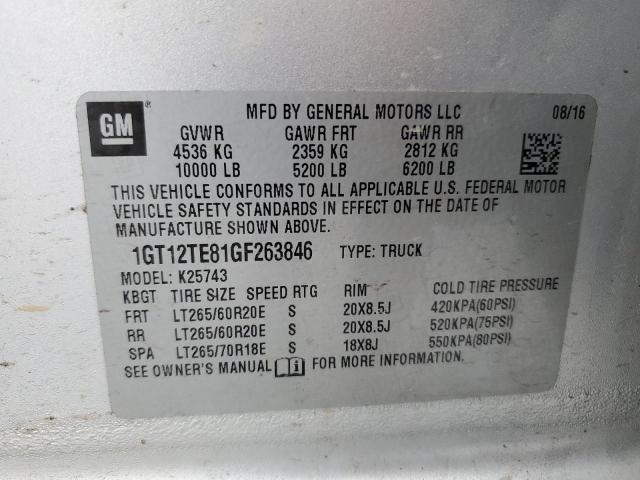 GM ®
MFD BY GENERAL MOTORS LLC 08/16
GVWR GAWR FRT GAWR RR
4536 KG 2359 KG 2812 KG
10000 LB 5200 LB 6200 LB
THIS VEHICLE CONFORMS TO ALL APPLICABLE U.S. FEDERAL MOTOR
VEHICLE SAFETY STANDARDS IN EFFECT ON THE DATE OF
MANUFACTURE SHOWN ABOVE.
1GT12TE81GF263846 TYPE: TRUCK
MODEL: K25743
KBGT TIRE SIZE SPEED RTG RIM COLD TIRE PRESSURE
FRT LT265/60R20E S 20X8.5J 420KPA(60PSI)
RR LT265/60R20E S 20X8.5J 520KPA(75PSI)
SPA LT265/70R18E S 18X8J 550KPA(80PSI)
SEE OWNER'S MANUAL FOR MORE INFORMATION.